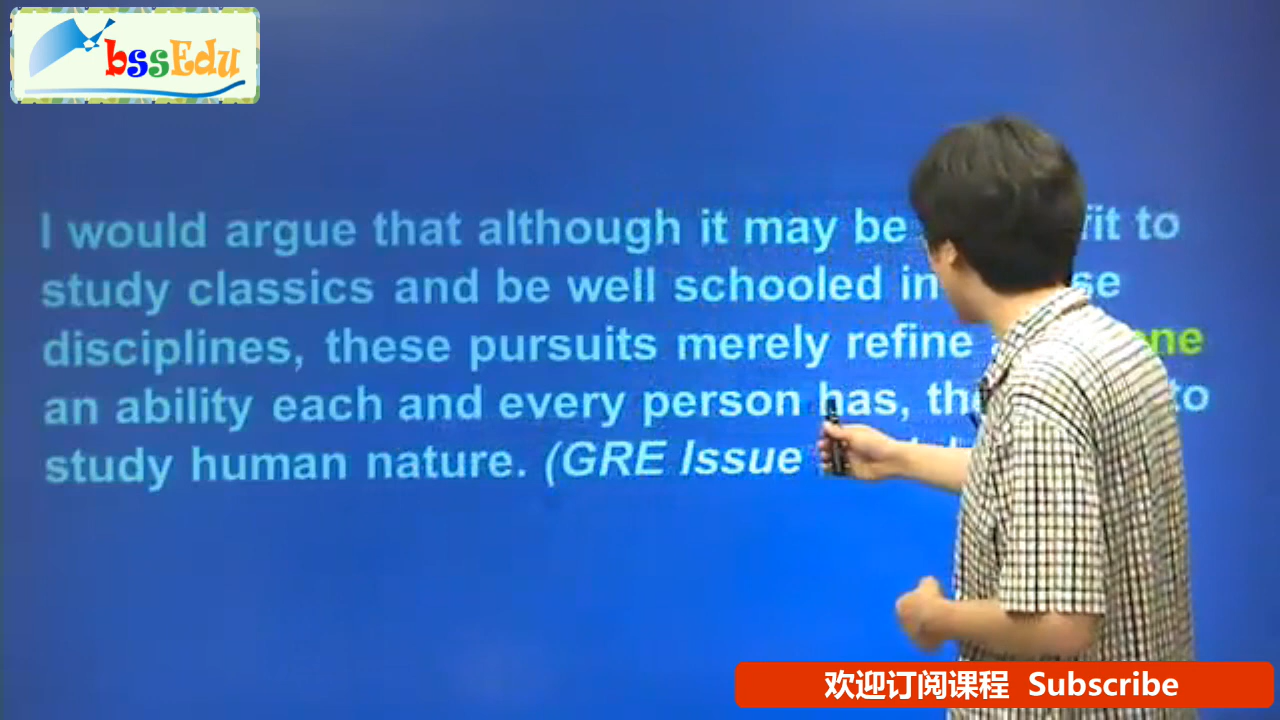 bssEdu
I would argue that although it may be to
study classics and be well schooled in
disciplines, these pursuits merely refine
an ability each and every person has, to
study human nature. (GRE Issue
欢迎订阅课程 Subscribe